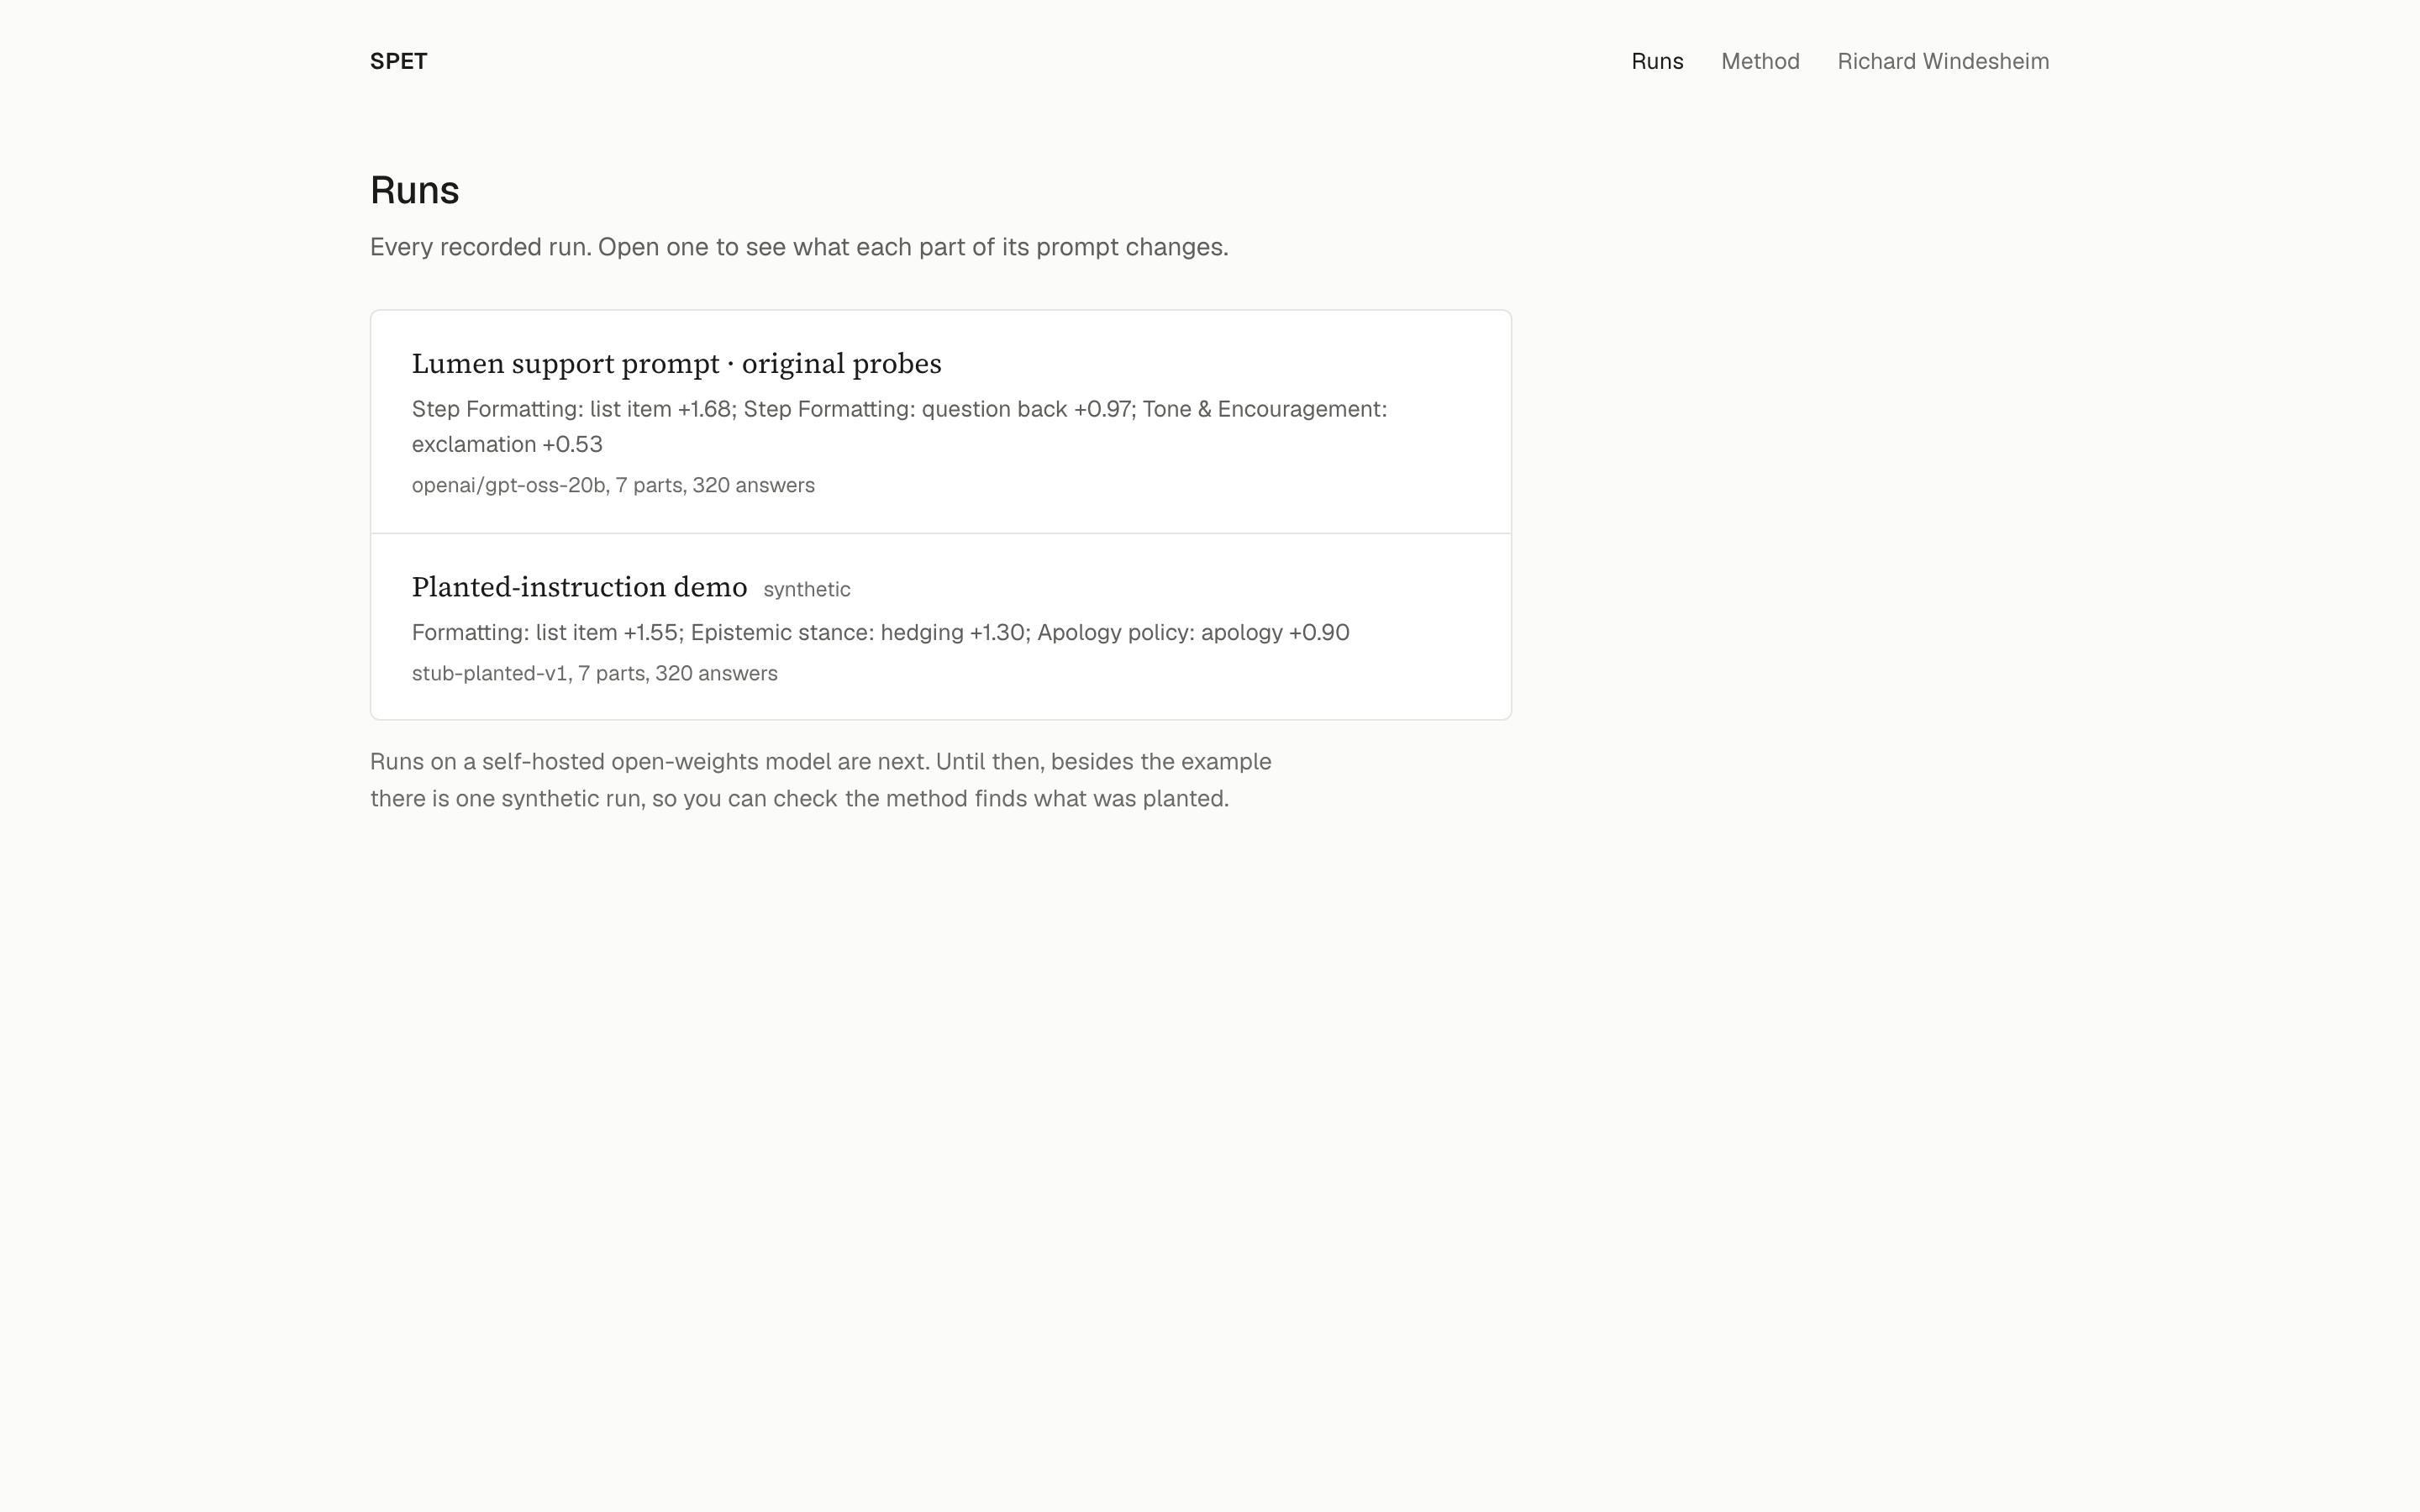 SPET
Runs Method Richard Windesheim
Runs
Every recorded run. Open one to see what each part of its prompt changes.
Lumen support prompt · original probes
Step Formatting: list item +1.68; Step Formatting: question back +0.97; Tone & Encouragement:
exclamation +0.53
openai/gpt-oss-20b, 7 parts, 320 answers
Planted-instruction demo synthetic
Formatting: list item +1.55; Epistemic stance: hedging +1.30; Apology policy: apology +0.90
stub-planted-v1, 7 parts, 320 answers
Runs on a self-hosted open-weights model are next. Until then, besides the example
there is one synthetic run, so you can check the method finds what was planted.